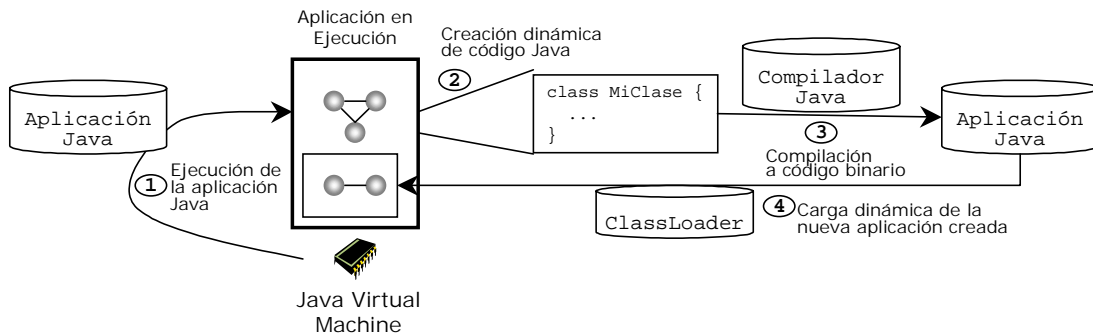 Aplicación en
Ejecución
Creación dinámica
de código Java
2
Compilador
Java
class MiClase {
...
}
Aplicación
Java
Aplicación
Java
3
Compilación
a código binario
1
Ejecución de
la aplicación
Java
ClassLoader
4
Carga dinámica de la
nueva aplicación creada
Java Virtual
Machine